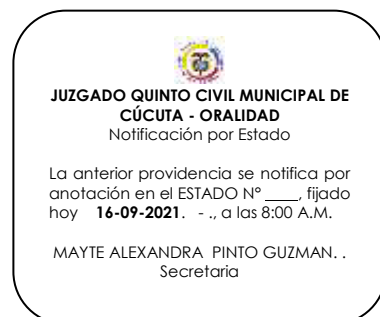 JUZGADO QUINTO CIVIL MUNICIPAL DE
CÚCUTA - ORALIDAD
Notificación por Estado
La anterior providencia se notifica por
anotación en el ESTADO Nº ____, fijado
hoy 16-09-2021. - ., a las 8:00 A.M.
MAYTE ALEXANDRA PINTO GUZMAN. .
Secretaria